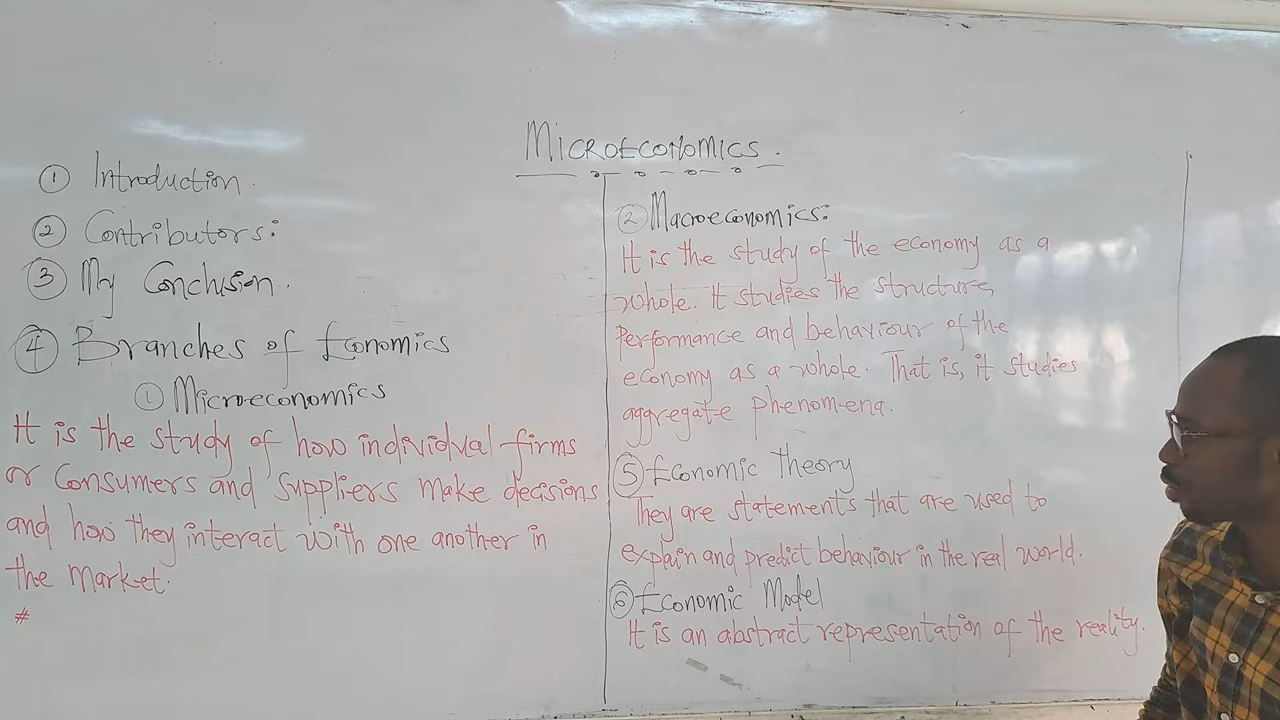 MICROECONOMICS.
① Introduction.
② Contributors:
③ My Conclusion.
④ Branches of Economics
① Microeconomics
It is the study of how individual firms
or Consumers and Suppliers make decisions
and how they interact with one another in
the market.
#
② Macroeconomics:
It is the study of the economy as a
whole. It studies the structure,
Performance and behaviour of the
economy as a whole. That is, it studies
aggregate phenomena.
⑤ Economic theory
They are statements that are used to
explain and predict behaviour in the real world.
⑥ Economic Model
It is an abstract representation of the reality.